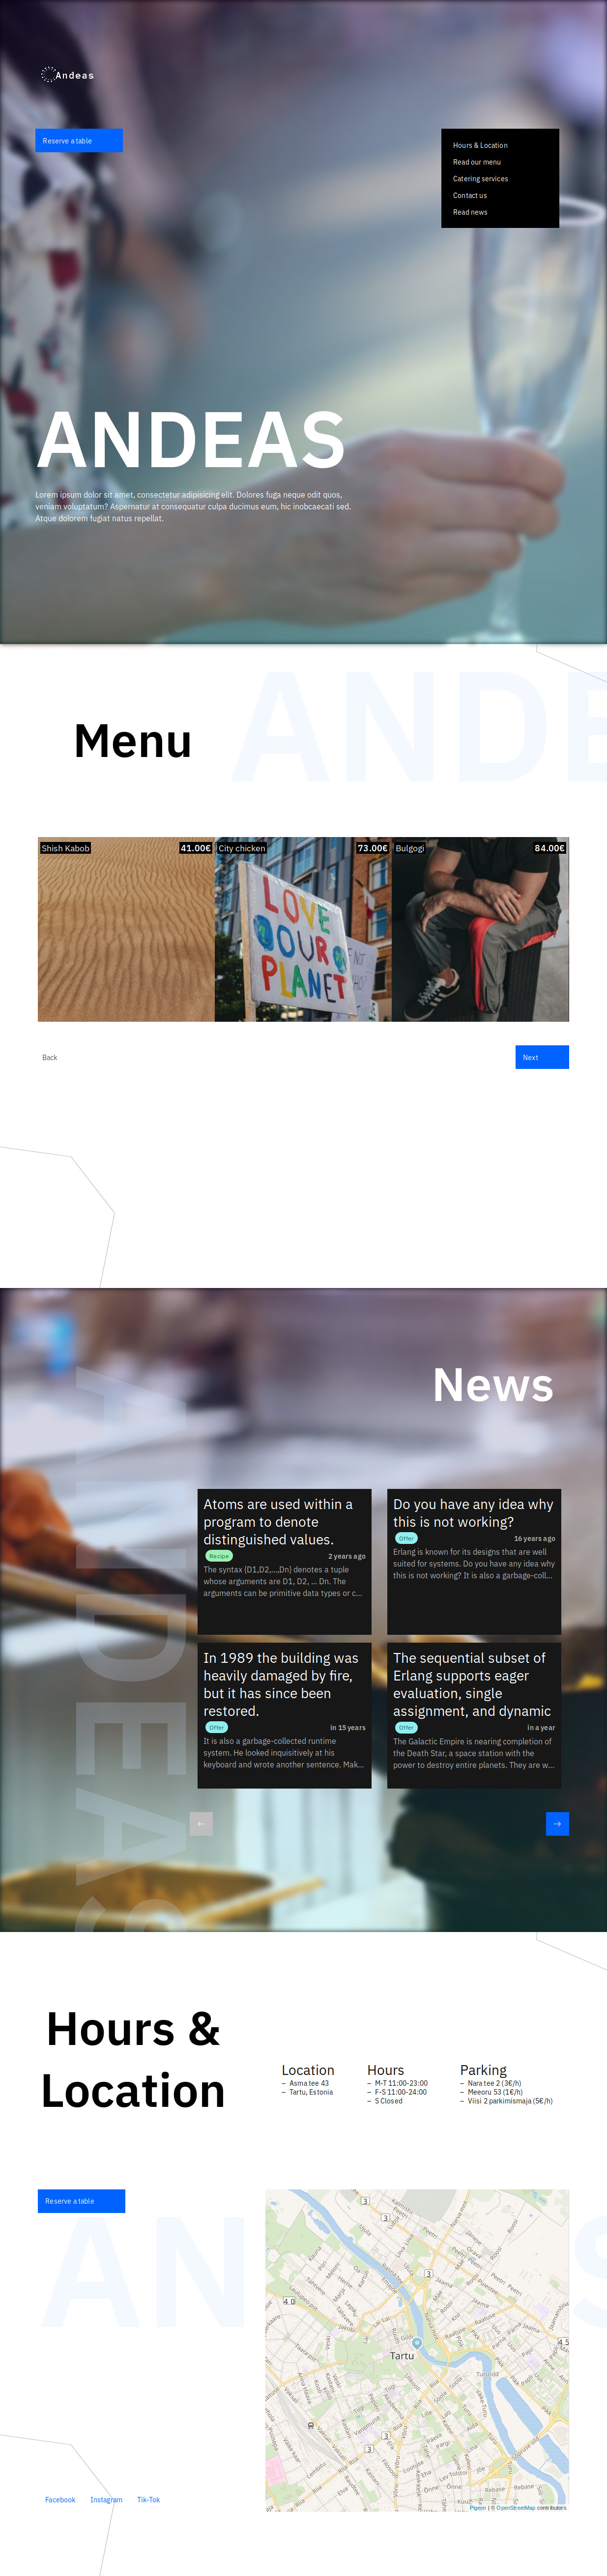 Andeas
Reserve a table
Hours & Location
Read our menu
Catering services
Contact us
Read news
ANDEAS
Lorem ipsum dolor sit amet, consectetur adipisicing elit. Dolores fuga neque odit quos,
veniam voluptatum? Aspernatur at consequatur culpa ducimus eum, hic inobcaecati sed.
Atque dolorem fugiat natus repellat.
ANDE
Menu
Shish Kabob 41.00€
City chicken 73.00€
Bulgogi 84.00€
LOVE
OUR
PLANET
Back
Next
News
ANDEAS
Atoms are used within a
program to denote
distinguished values.
Recipe 2 years ago
The syntax {D1,D2,...,Dn} denotes a tuple
whose arguments are D1, D2, ... Dn. The
arguments can be primitive data types or c...
Do you have any idea why
this is not working?
Offer 16 years ago
Erlang is known for its designs that are well
suited for systems. Do you have any idea why
this is not working? It is also a garbage-coll...
In 1989 the building was
heavily damaged by fire,
but it has since been
restored.
Offer in 15 years
It is also a garbage-collected runtime
system. He looked inquisitively at his
keyboard and wrote another sentence. Mak...
The sequential subset of
Erlang supports eager
evaluation, single
assignment, and dynamic
Offer in a year
The Galactic Empire is nearing completion of
the Death Star, a space station with the
power to destroy entire planets. They are w...
←
→
Hours &
Location
Location
– Asma tee 43
– Tartu, Estonia
Hours
– M-T 11:00-23:00
– F-S 11:00-24:00
– S Closed
Parking
– Nara tee 2 (3€/h)
– Meeoru 53 (1€/h)
– Viisi 2 parkimismaja (5€/h)
Reserve a table
AN
S
Tartu
Pigeon | © OpenStreetMap contributors
Facebook
Instagram
Tik-Tok